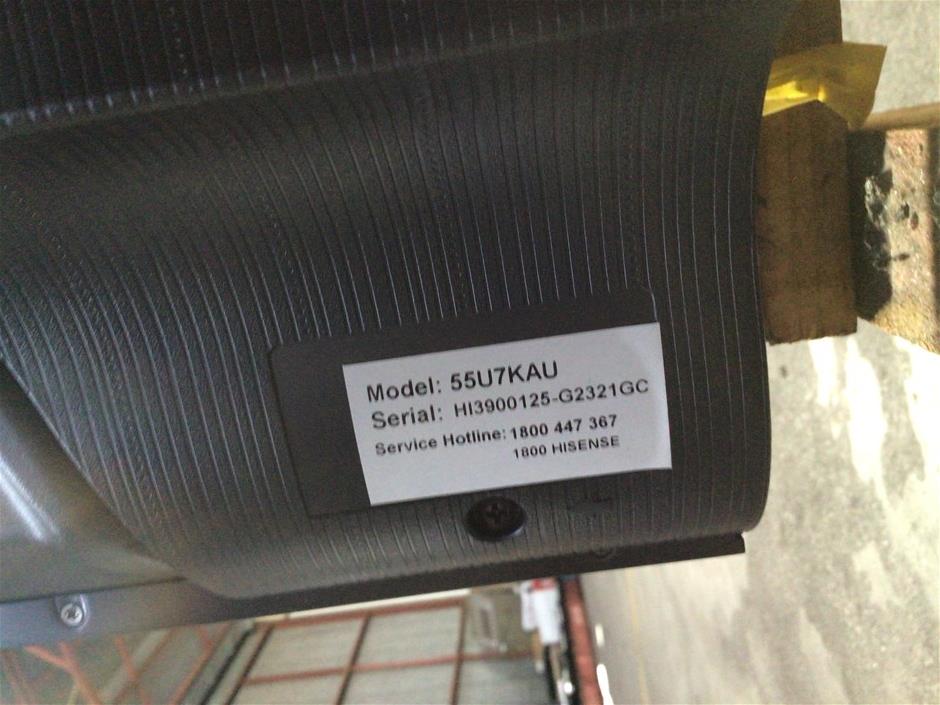 Model: 55U7KAU
Serial: HI3900125-G2321GC
Service Hotline: 1800 447 367
1800 HISENSE